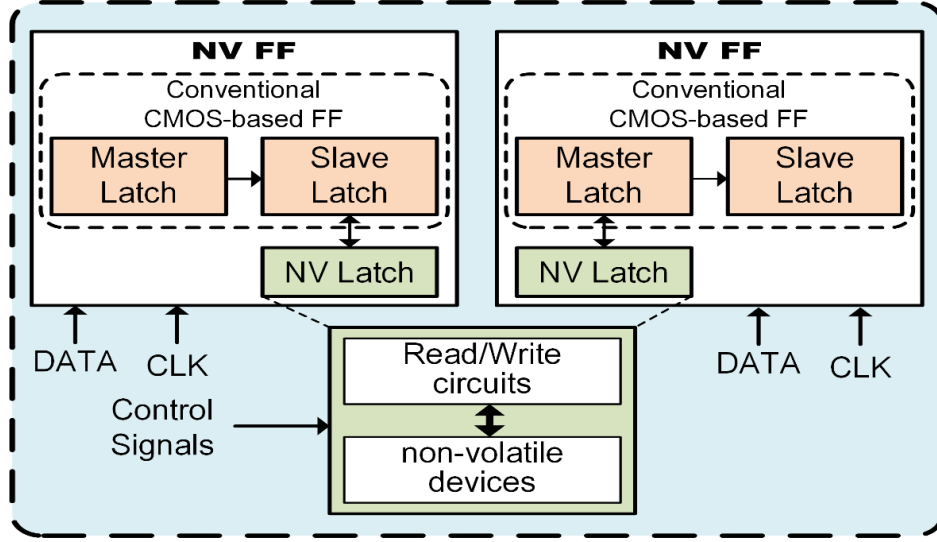 NV FF
Conventional
CMOS-based FF
Master
Latch
Slave
Latch
NV Latch
DATA
CLK
NV FF
Conventional
CMOS-based FF
Master
Latch
Slave
Latch
NV Latch
DATA
CLK
Control
Signals
Read/Write
circuits
non-volatile
devices